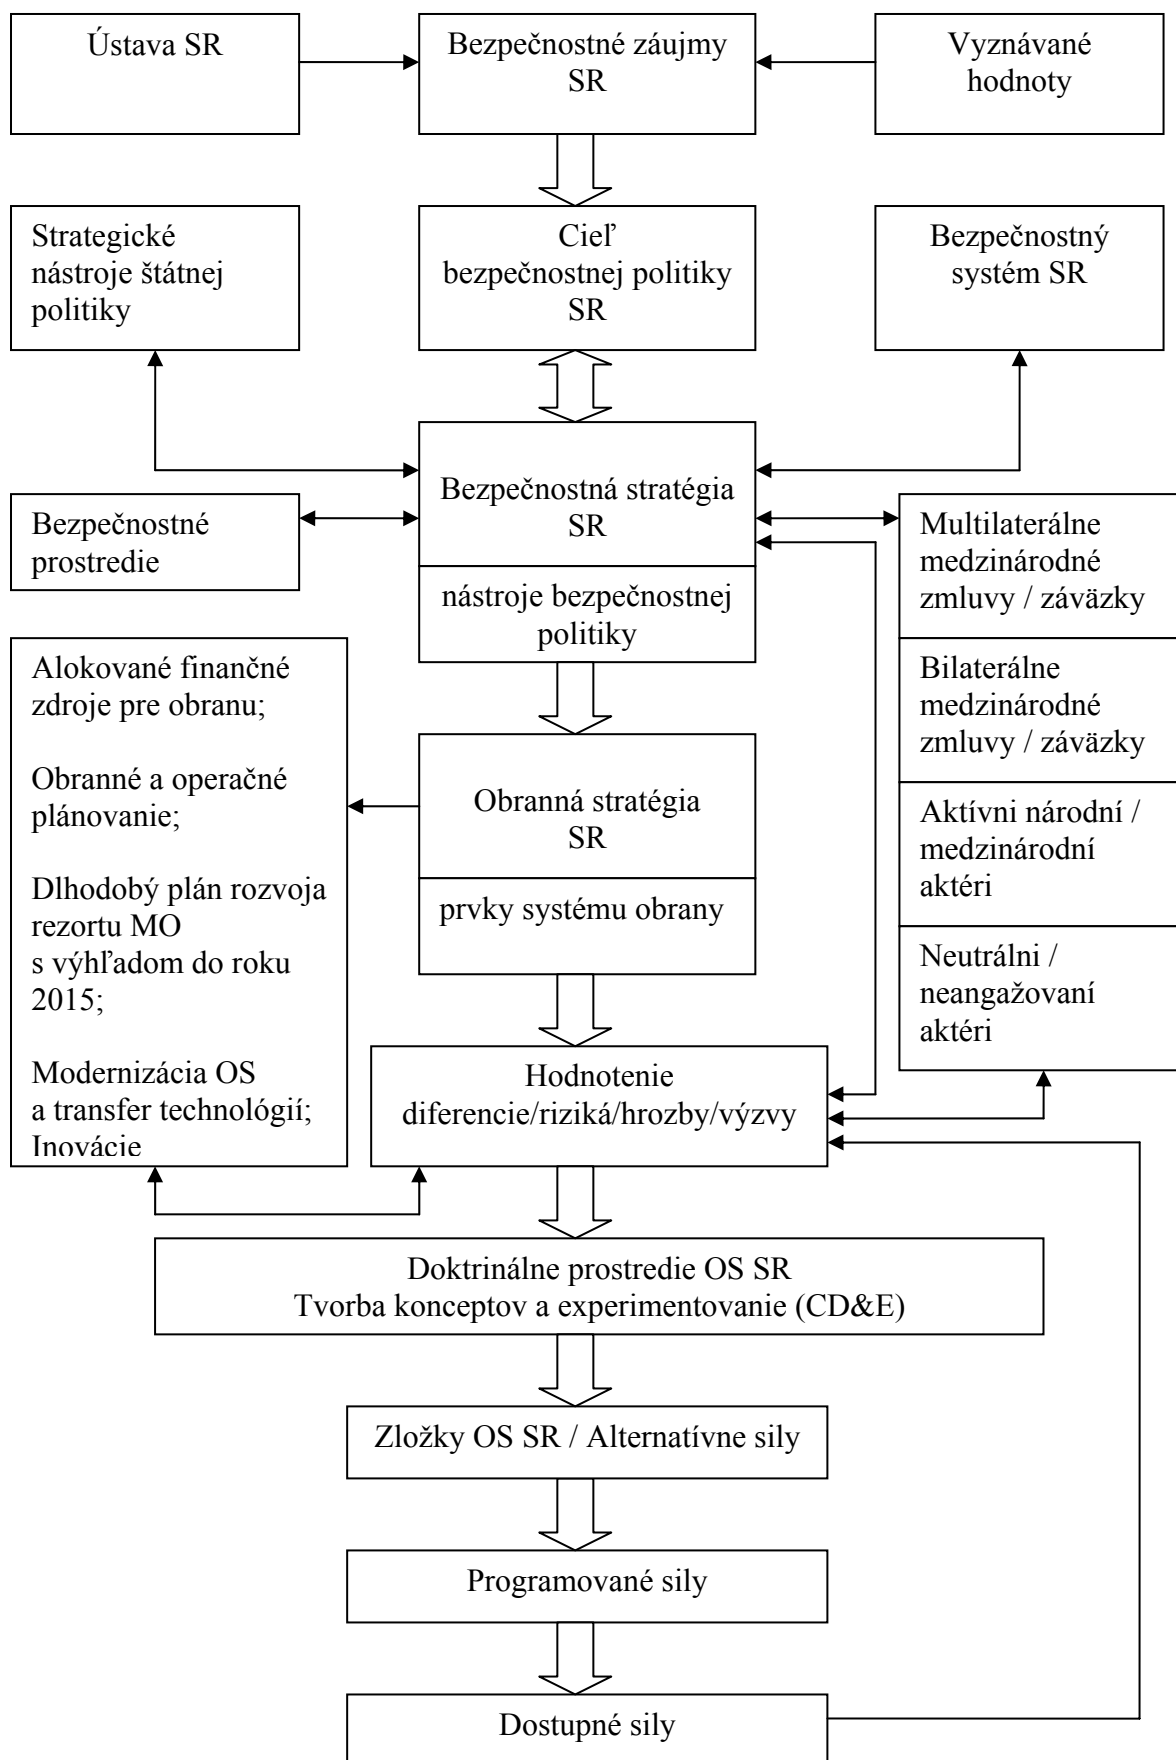 Ústava SR
Bezpečnostné záujmy
SR
Vyznávané
hodnoty
Strategické
nástroje štátnej
politiky
Cieľ
bezpečnostnej politiky
SR
Bezpečnostný
systém SR
Bezpečnostná stratégia
SR
nástroje bezpečnostnej
politiky
Bezpečnostné
prostredie
Multilaterálne
medzinárodné
zmluvy / záväzky
Bilaterálne
medzinárodné
zmluvy / záväzky
Aktívni národní /
medzinárodní
aktéri
Neutrálni /
neangažovaní
aktéri
Alokované finančné
zdroje pre obranu;
Obranné a operačné
plánovanie;
Dlhodobý plán rozvoja
rezortu MO
s výhľadom do roku
2015;
Modernizácia OS
a transfer technológií;
Inovácie
Obranná stratégia
SR
prvky systému obrany
Hodnotenie
diferencie/riziká/hrozby/výzvy
Doktrinálne prostredie OS SR
Tvorba konceptov a experimentovanie (CD&E)
Zložky OS SR / Alternatívne sily
Programované sily
Dostupné sily